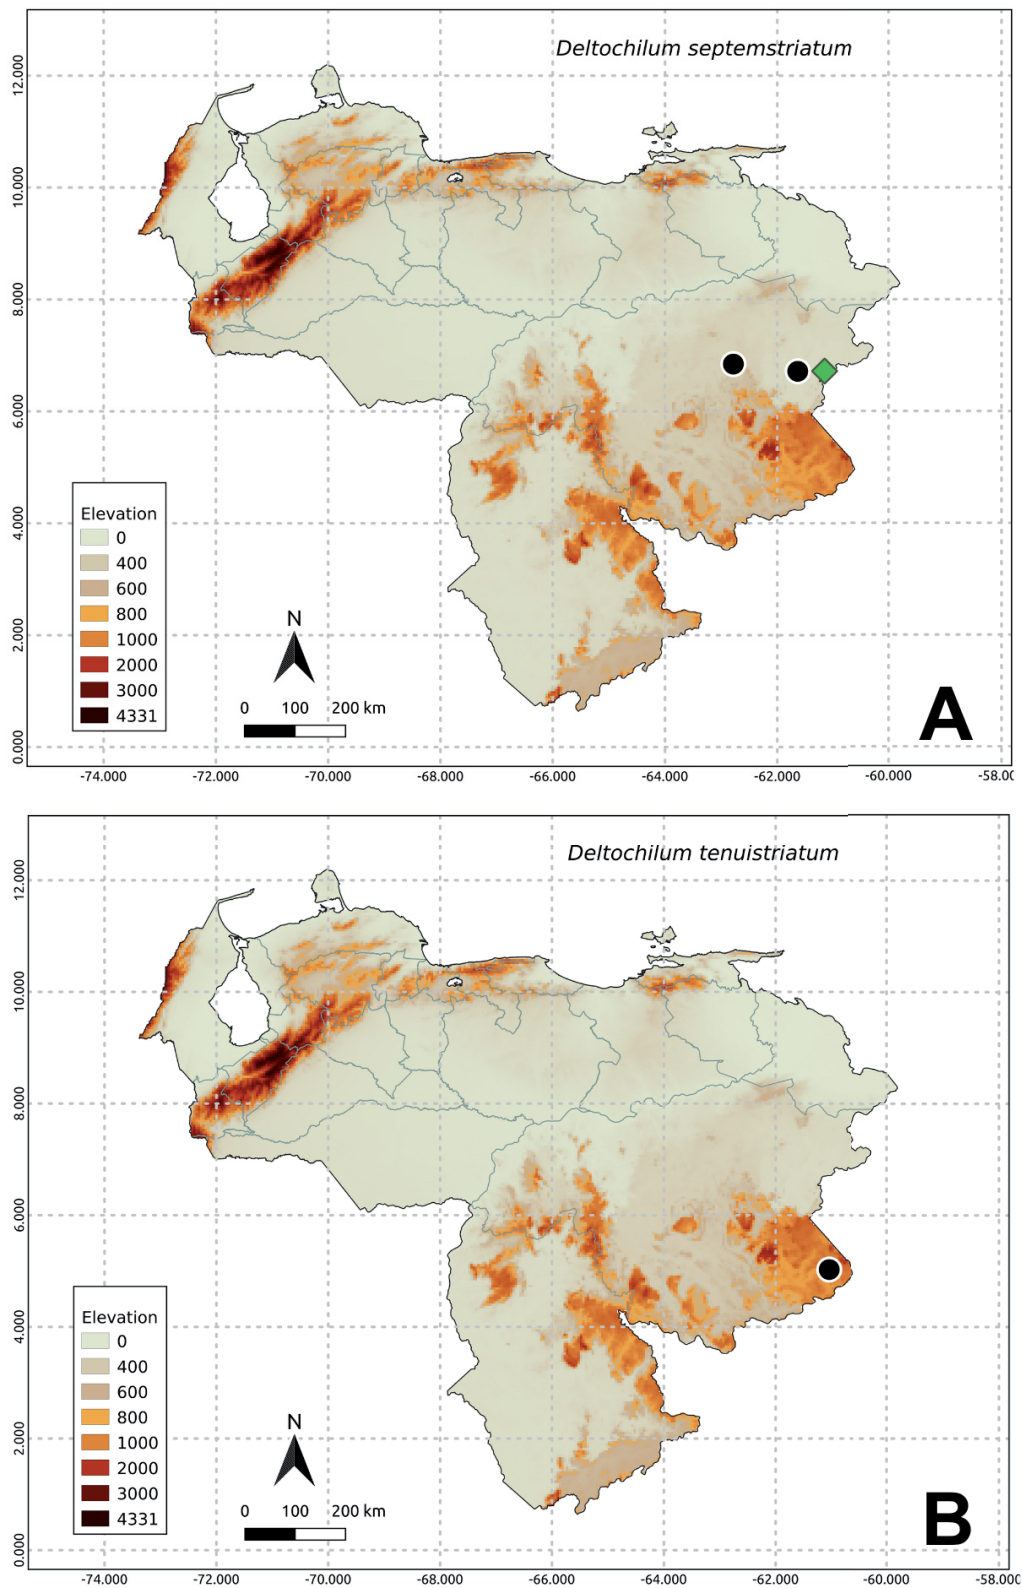 Deltochilum septemstriatum
12.000
10.000
8.000
6.000
4.000
2.000
0.000
Elevation
0
400
600
800
1000
2000
3000
4331
N
0 100 200 km
A
-74.000 -72.000 -70.000 -68.000 -66.000 -64.000 -62.000 -60.000 -58.00
Deltochilum tenuistriatum
12.000
10.000
8.000
6.000
4.000
2.000
0.000
Elevation
0
400
600
800
1000
2000
3000
4331
N
0 100 200 km
B
-74.000 -72.000 -70.000 -68.000 -66.000 -64.000 -62.000 -60.000 -58.000